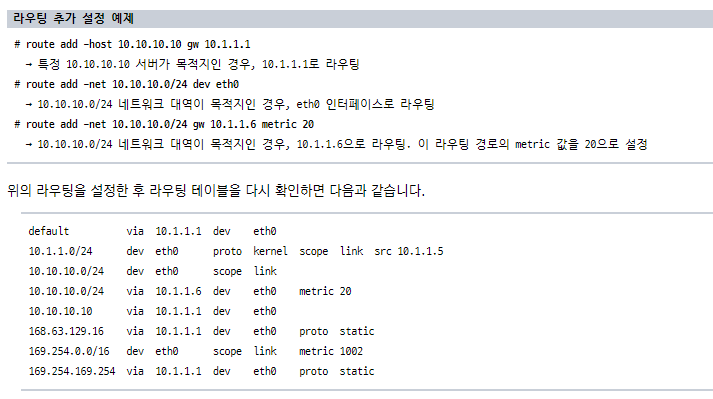 라우팅 추가 설정 예제
# route add -host 10.10.10.10 gw 10.1.1.1
→ 특정 10.10.10.10 서버가 목적지인 경우, 10.1.1.1로 라우팅
# route add -net 10.10.10.0/24 dev eth0
→ 10.10.10.0/24 네트워크 대역이 목적지인 경우, eth0 인터페이스로 라우팅
# route add -net 10.10.10.0/24 gw 10.1.1.6 metric 20
→ 10.10.10.0/24 네트워크 대역이 목적지인 경우, 10.1.1.6으로 라우팅. 이 라우팅 경로의 metric 값을 20으로 설정
위의 라우팅을 설정한 후 라우팅 테이블을 다시 확인하면 다음과 같습니다.
default via 10.1.1.1 dev eth0
10.1.1.0/24 dev eth0 proto kernel scope link src 10.1.1.5
10.10.10.0/24 dev eth0 scope link
10.10.10.0/24 via 10.1.1.6 dev eth0 metric 20
10.10.10.10 via 10.1.1.1 dev eth0
168.63.129.16 via 10.1.1.1 dev eth0 proto static
169.254.0.0/16 dev eth0 scope link metric 1002
169.254.169.254 via 10.1.1.1 dev eth0 proto static